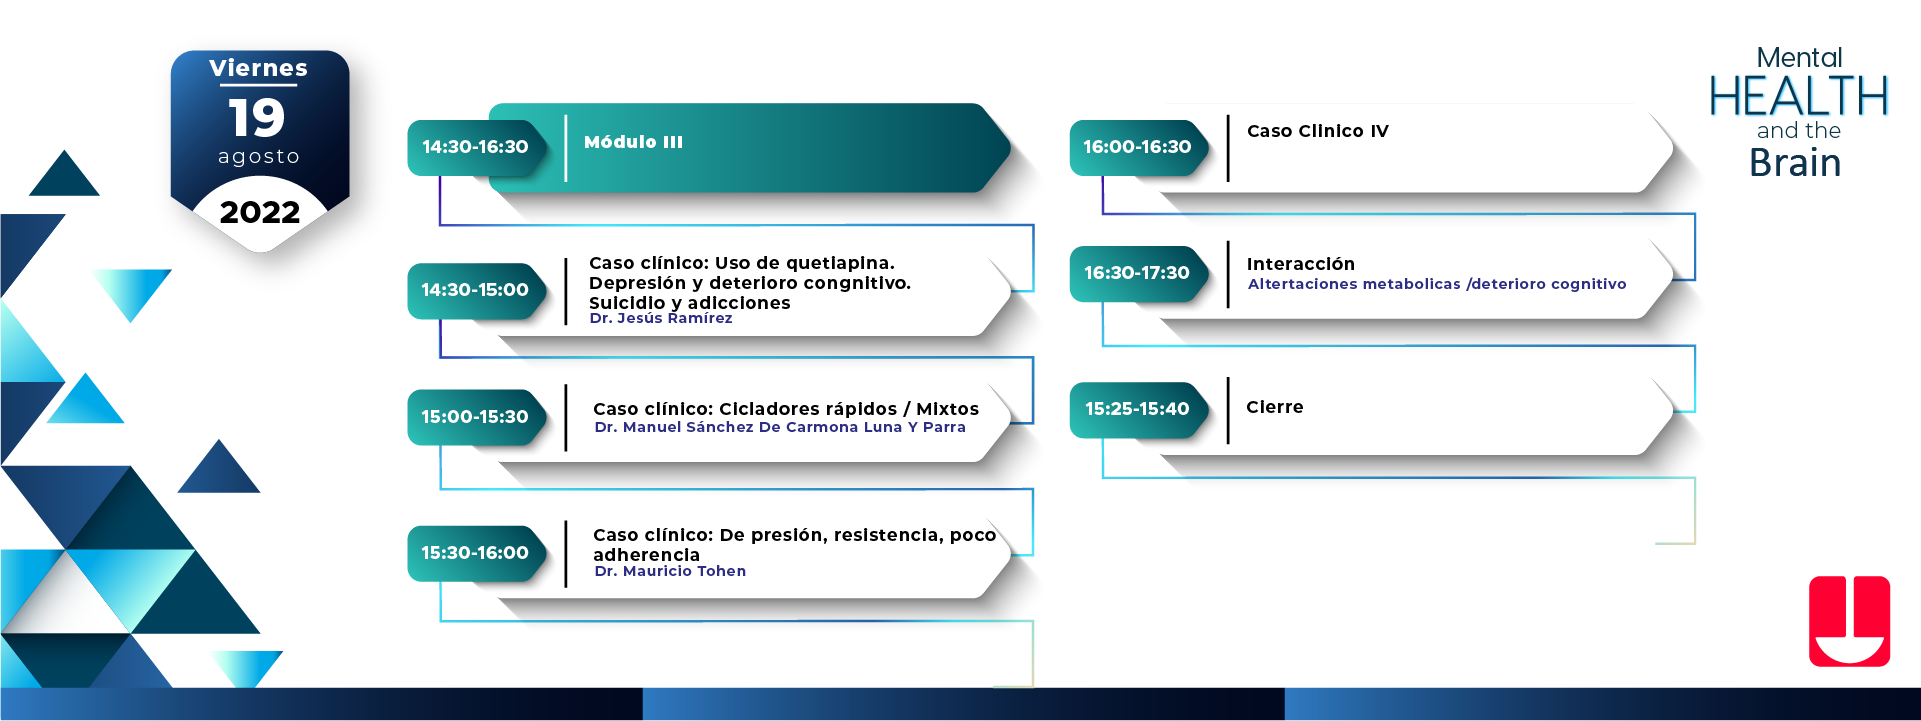 Viernes
19
agosto
2022
14:30-16:30
Módulo III
14:30-15:00
Caso clínico: Uso de quetiapina.
Depresión y deterioro congnitivo.
Suicidio y adicciones
Dr. Jesús Ramírez
15:00-15:30
Caso clínico: Cicladores rápidos / Mixtos
Dr. Manuel Sánchez De Carmona Luna Y Parra
15:30-16:00
Caso clínico: De presión, resistencia, poco
adherencia
Dr. Mauricio Tohen
16:00-16:30
Caso Clinico IV
16:30-17:30
Interacción
Altertaciones metabolicas /deterioro cognitivo
15:25-15:40
Cierre
Mental
HEALTH
and the
Brain